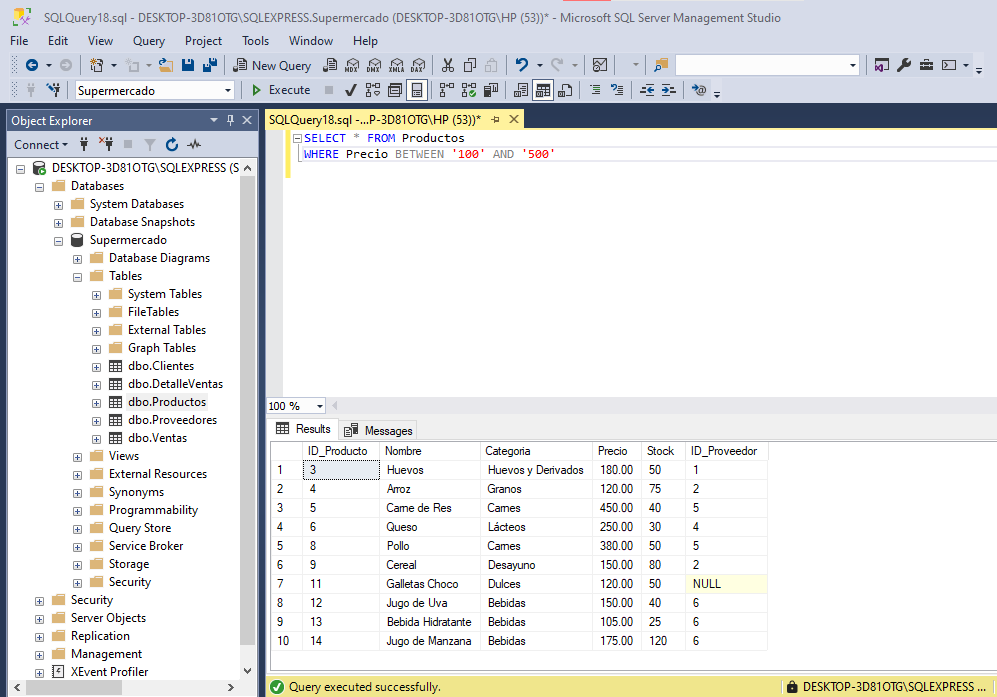 SQLQuery18.sql - DESKTOP-3D81OTG\SQLEXPRESS.Supermercado (DESKTOP-3D81OTG\HP (53))* - Microsoft SQL Server Management Studio
File Edit View Query Project Tools Window Help
New Query MDX DMX XMLA DAX
Supermercado Execute
Object Explorer
Connect
DESKTOP-3D81OTG\SQLEXPRESS (S
Databases
System Databases
Database Snapshots
Supermercado
Database Diagrams
Tables
System Tables
FileTables
External Tables
Graph Tables
dbo.Clientes
dbo.DetalleVentas
dbo.Productos
dbo.Proveedores
dbo.Ventas
Views
External Resources
Synonyms
Programmability
Query Store
Service Broker
Storage
Security
Security
Server Objects
Replication
Management
XEvent Profiler
SQLQuery18.sql -...P-3D81OTG\HP (53))*
SELECT * FROM Productos
WHERE Precio BETWEEN '100' AND '500'
100 %
Results Messages
ID_Producto Nombre Categoria Precio Stock ID_Proveedor
1 3 Huevos Huevos y Derivados 180.00 50 1
2 4 Arroz Granos 120.00 75 2
3 5 Carne de Res Carnes 450.00 40 5
4 6 Queso Lácteos 250.00 30 4
5 8 Pollo Carnes 380.00 50 5
6 9 Cereal Desayuno 150.00 80 2
7 11 Galletas Choco Dulces 120.00 50 NULL
8 12 Jugo de Uva Bebidas 150.00 40 6
9 13 Bebida Hidratante Bebidas 105.00 25 6
10 14 Jugo de Manzana Bebidas 175.00 120 6
Query executed successfully. DESKTOP-3D81OTG\SQLEXPRESS ...